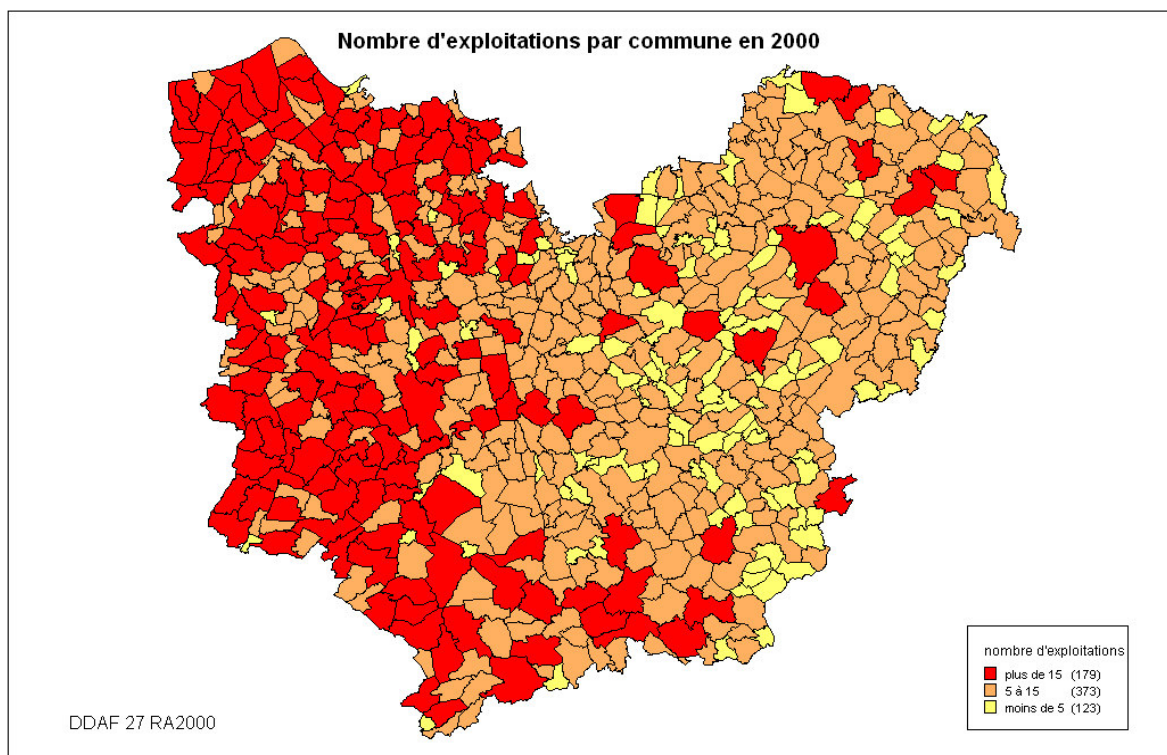 Nombre d'exploitations par commune en 2000
nombre d'exploitations
plus de 15 (179)
5 à 15 (373)
moins de 5 (123)
DDAF 27 RA2000